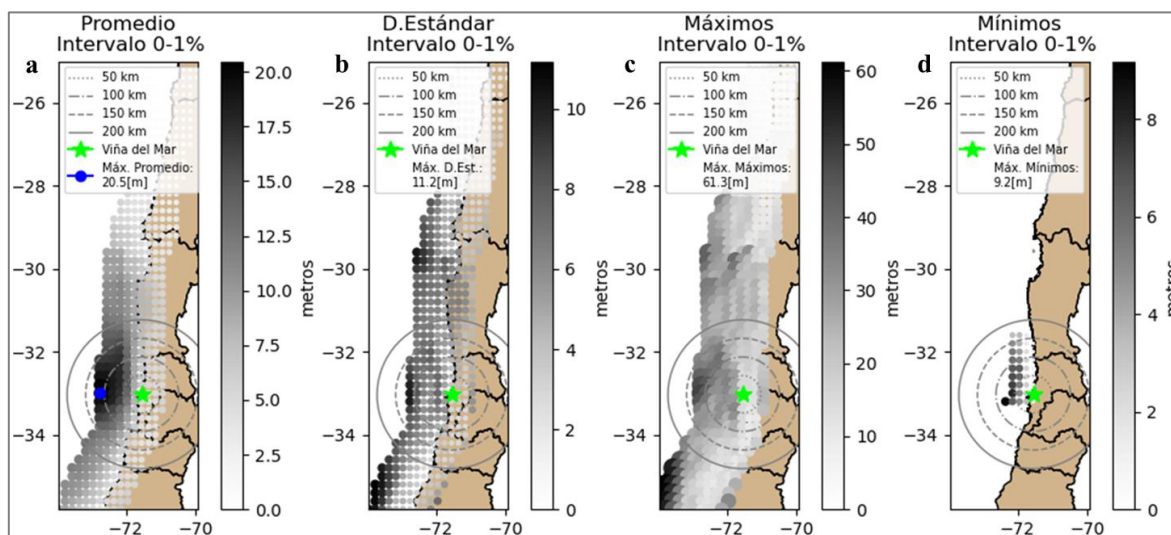 Promedio
Intervalo 0-1%
a
50 km
100 km
150 km
200 km
Viña del Mar
Máx. Promedio:
20.5[m]
−26
−28
−30
−32
−34
−72
−70
20.0
17.5
15.0
12.5
10.0
7.5
5.0
2.5
0.0
metros
D.Estándar
Intervalo 0-1%
b
50 km
100 km
150 km
200 km
Viña del Mar
Máx. D.Est.:
11.2[m]
−26
−28
−30
−32
−34
−72
−70
10
8
6
4
2
0
metros
Máximos
Intervalo 0-1%
c
50 km
100 km
150 km
200 km
Viña del Mar
Máx. Máximos:
61.3[m]
−26
−28
−30
−32
−34
−72
−70
60
50
40
30
20
10
0
metros
Mínimos
Intervalo 0-1%
d
50 km
100 km
150 km
200 km
Viña del Mar
Máx. Mínimos:
9.2[m]
−26
−28
−30
−32
−34
−72
−70
8
6
4
2
0
metros